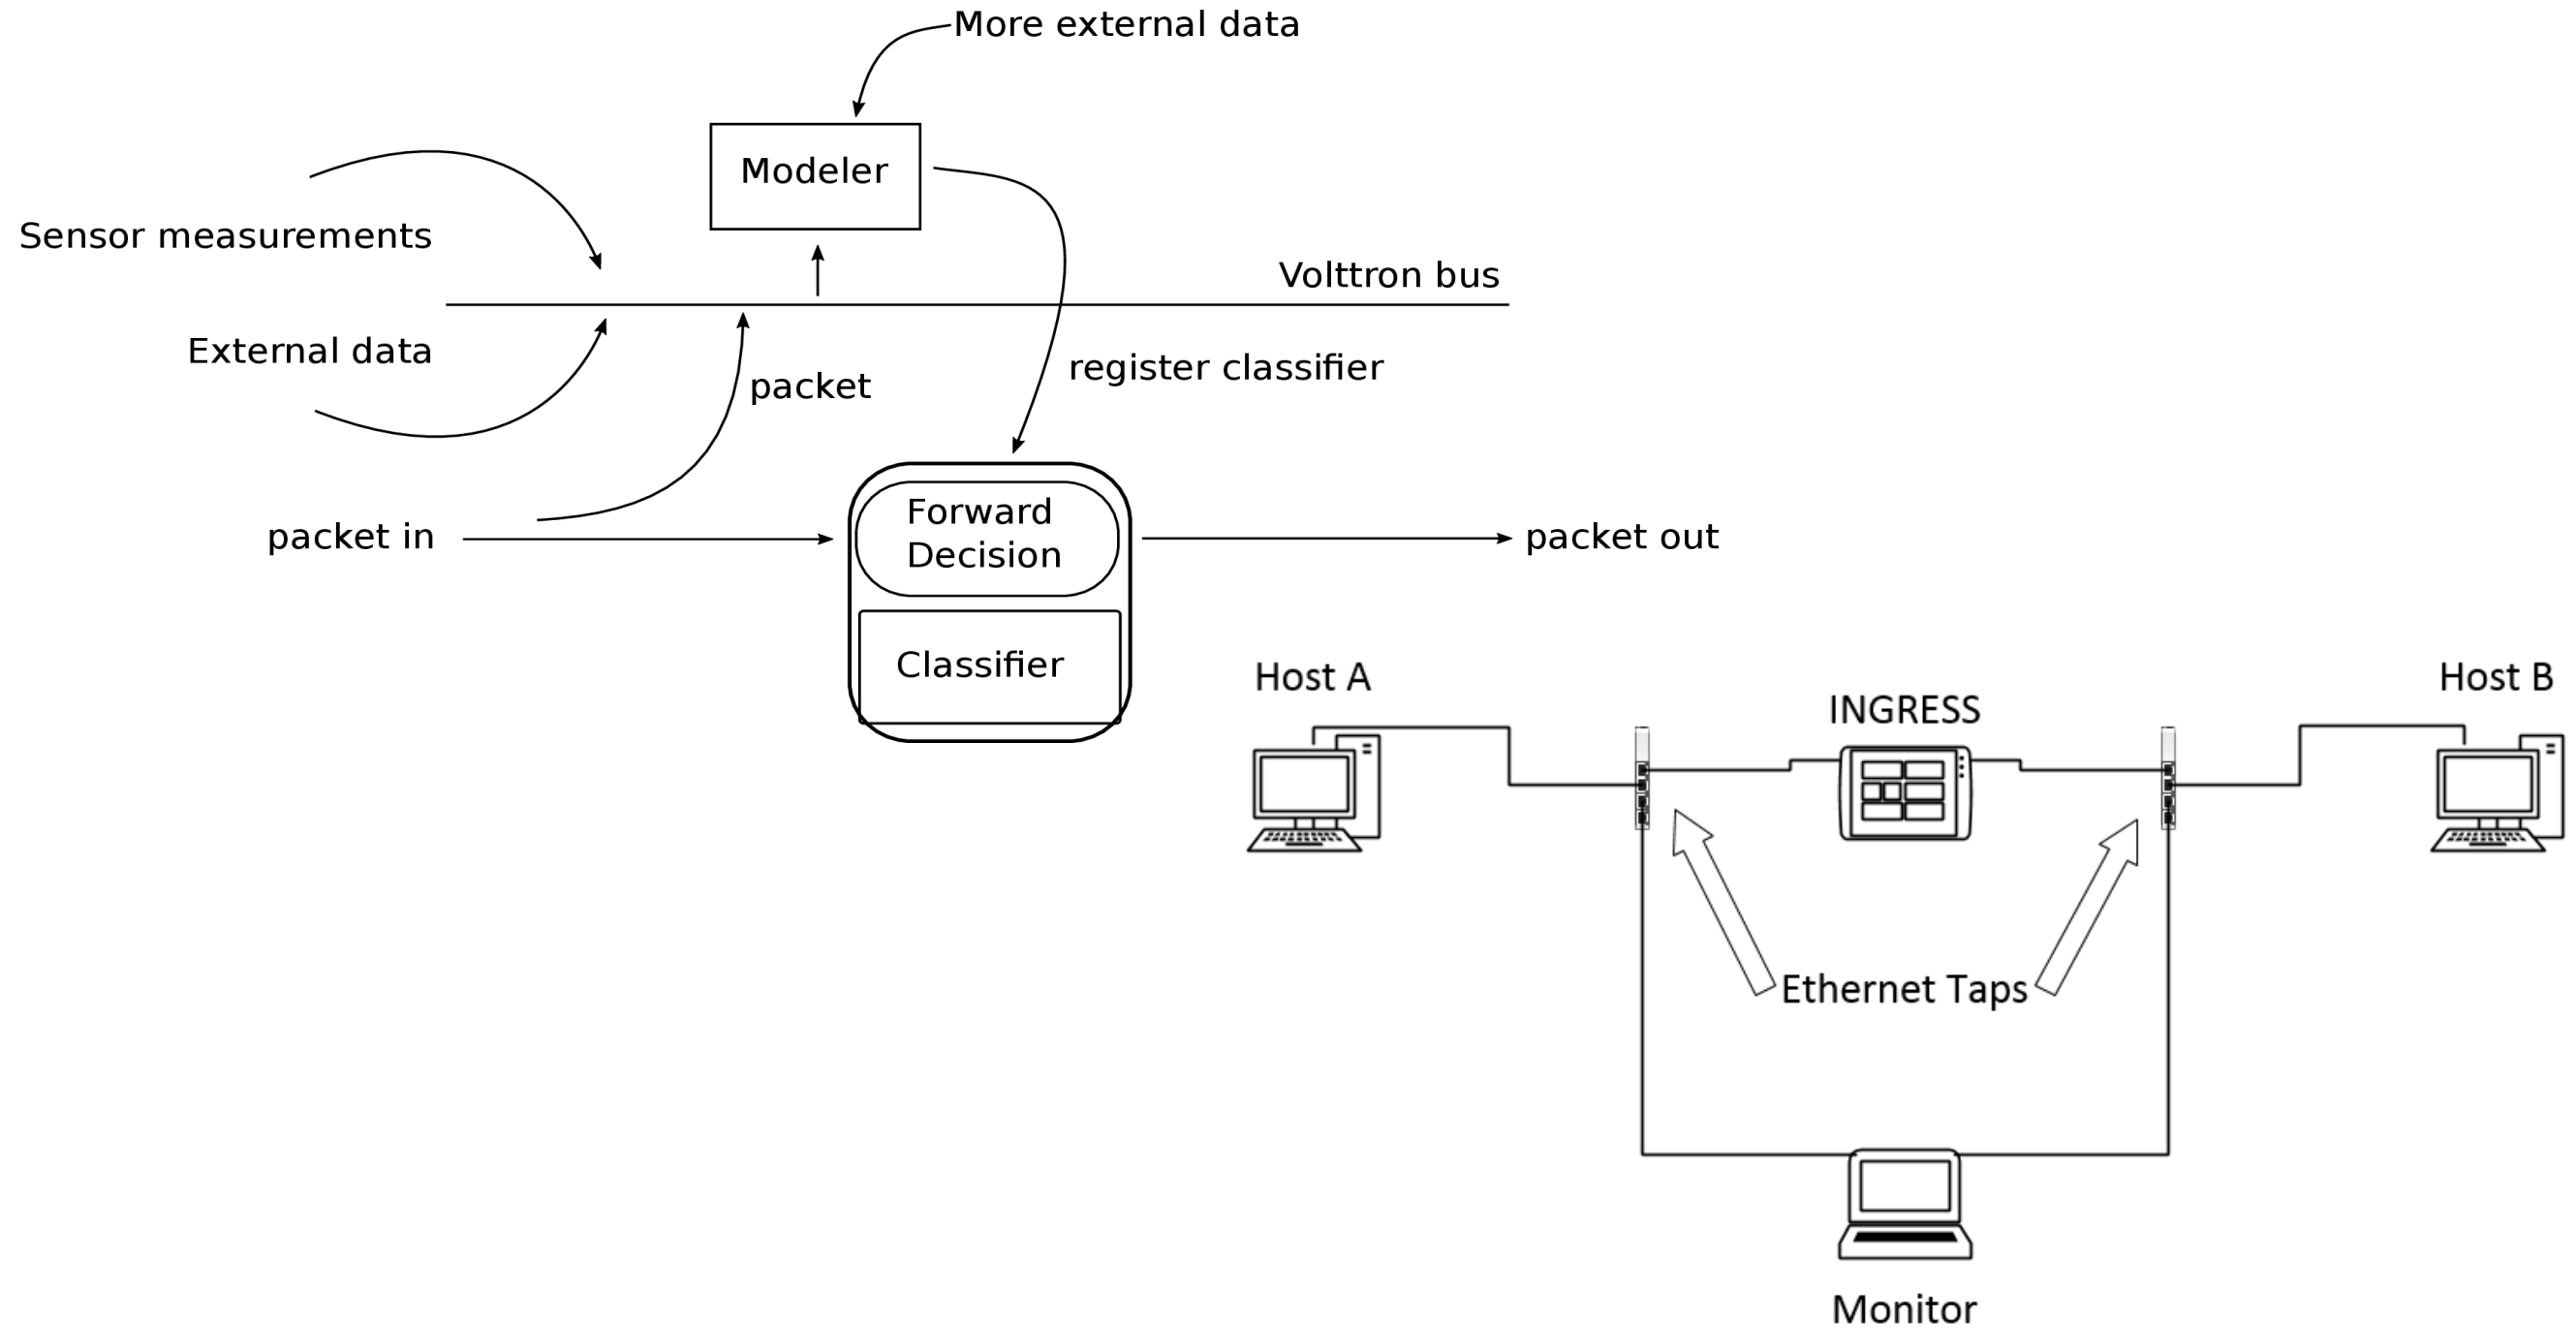 More external data
Modeler
Sensor measurements
Volttron bus
External data
register classifier
packet
Forward
Decision
packet in
packet out
Classifier
Host A
INGRESS
Host B
Ethernet Taps
Monitor